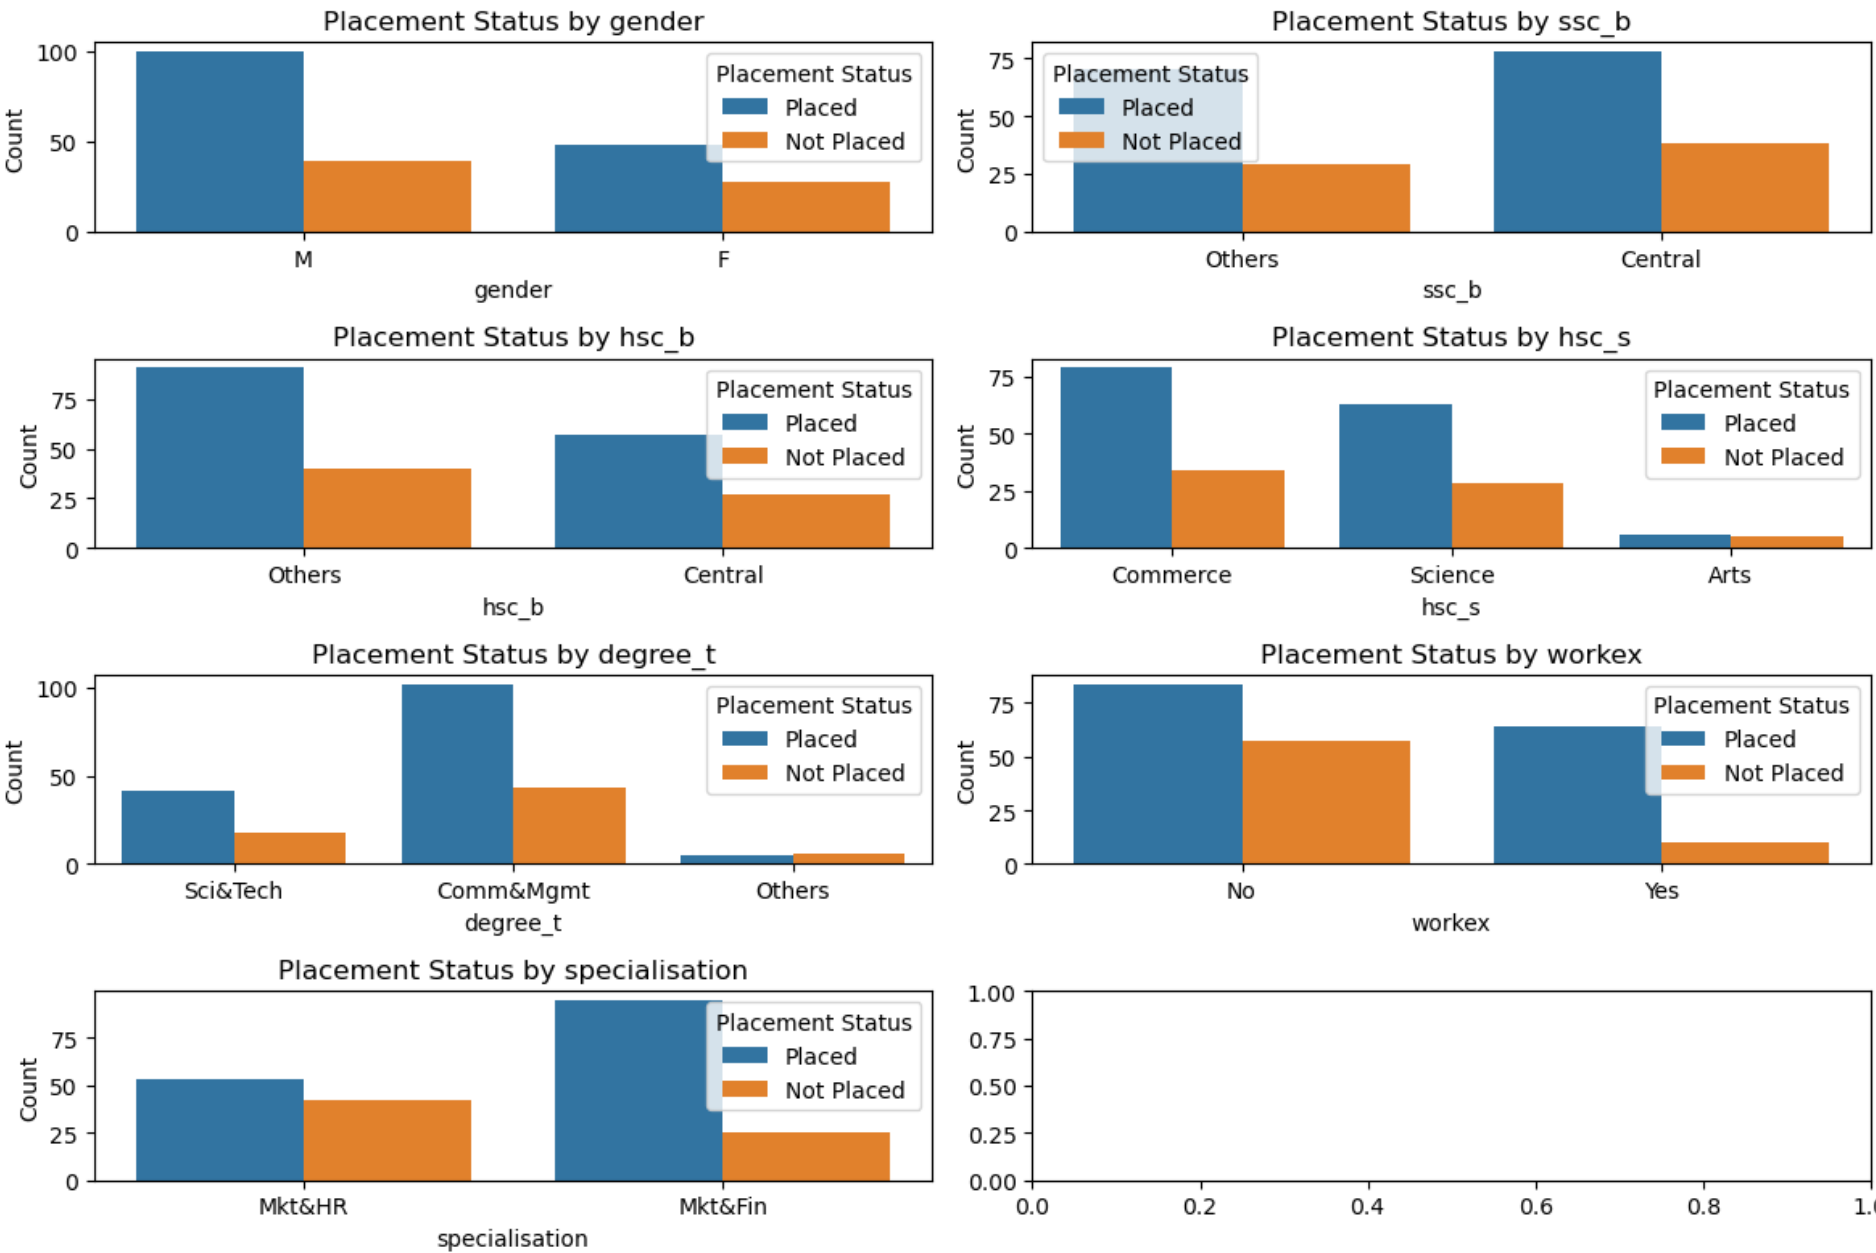 Placement Status by gender
100
50
0
Count
Placement Status
Placed
Not Placed
M F
gender
Placement Status by ssc_b
75
50
25
0
Count
Placement Status
Placed
Not Placed
Others Central
ssc_b
Placement Status by hsc_b
75
50
25
0
Count
Placement Status
Placed
Not Placed
Others Central
hsc_b
Placement Status by hsc_s
75
50
25
0
Count
Placement Status
Placed
Not Placed
Commerce Science Arts
hsc_s
Placement Status by degree_t
100
50
0
Count
Placement Status
Placed
Not Placed
Sci&Tech Comm&Mgmt Others
degree_t
Placement Status by workex
75
50
25
0
Count
Placement Status
Placed
Not Placed
No Yes
workex
Placement Status by specialisation
75
50
25
0
Count
Placement Status
Placed
Not Placed
Mkt&HR Mkt&Fin
specialisation
1.00
0.75
0.50
0.25
0.00
0.0 0.2 0.4 0.6 0.8